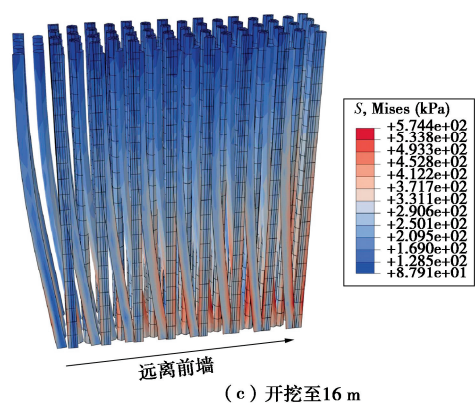 S, Mises (kPa)
+5.744e+02
+5.338e+02
+4.933e+02
+4.528e+02
+4.122e+02
+3.717e+02
+3.311e+02
+2.906e+02
+2.501e+02
+2.095e+02
+1.690e+02
+1.285e+02
+8.791e+01
远离前墙
（c）开挖至16 m